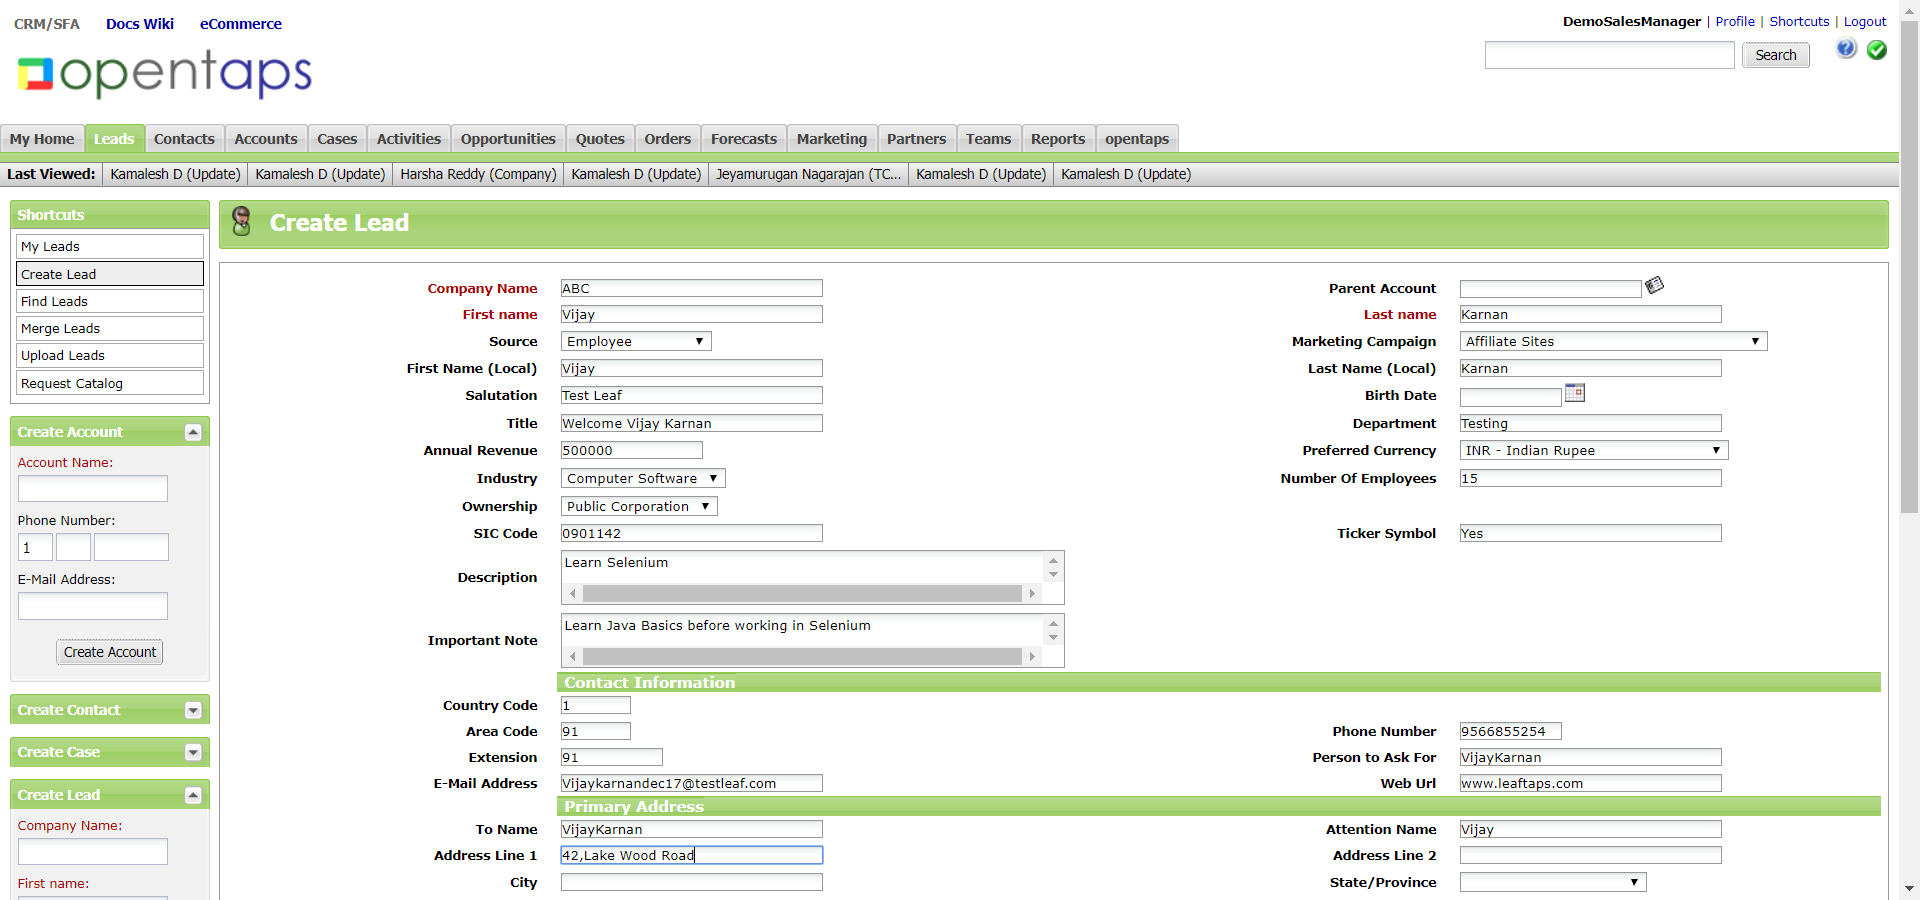 CRM/SFA Docs Wiki eCommerce
DemoSalesManager | Profile | Shortcuts | Logout
Search
opentaps
My Home Leads Contacts Accounts Cases Activities Opportunities Quotes Orders Forecasts Marketing Partners Teams Reports opentaps
Last Viewed: Kamalesh D (Update) Kamalesh D (Update) Harsha Reddy (Company) Kamalesh D (Update) Jeyamurugan Nagarajan (TC... Kamalesh D (Update) Kamalesh D (Update)
Shortcuts
My Leads
Create Lead
Find Leads
Merge Leads
Upload Leads
Request Catalog
Create Account
Account Name:
Phone Number:
1
E-Mail Address:
Create Account
Create Contact
Create Case
Create Lead
Company Name:
First name:
Create Lead
Company Name ABC Parent Account
First name Vijay Last name Karnan
Source Employee Marketing Campaign Affiliate Sites
First Name (Local) Vijay Last Name (Local) Karnan
Salutation Test Leaf Birth Date
Title Welcome Vijay Karnan Department Testing
Annual Revenue 500000 Preferred Currency INR - Indian Rupee
Industry Computer Software Number Of Employees 15
Ownership Public Corporation
SIC Code 0901142 Ticker Symbol Yes
Description Learn Selenium
Important Note Learn Java Basics before working in Selenium
Contact Information
Country Code 1
Area Code 91 Phone Number 9566855254
Extension 91 Person to Ask For VijayKarnan
E-Mail Address Vijaykarnandec17@testleaf.com Web Url www.leaftaps.com
Primary Address
To Name VijayKarnan Attention Name Vijay
Address Line 1 42,Lake Wood Road Address Line 2
City State/Province